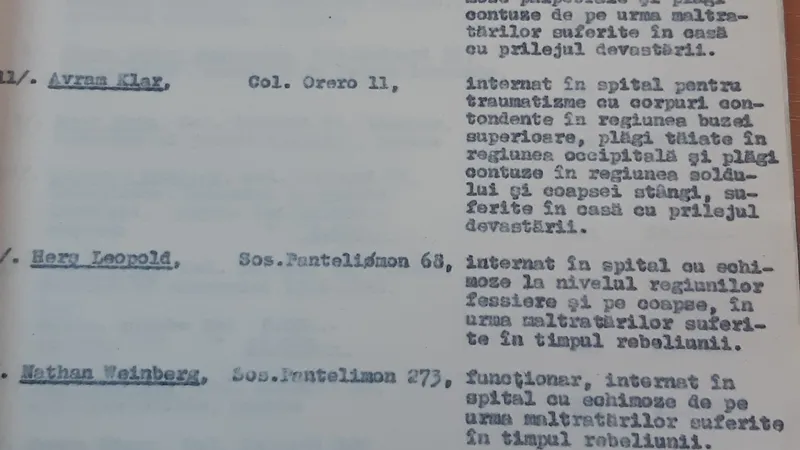 moze palpebrale și plăgi
contuze de pe urma maltra-
tărilor suferite în casă
cu prilejul devastării.
11/. Avram Klar, Col. Orero 11, internat în spital pentru
traumatisme cu corpuri con-
tondente în regiunea buzei
superioare, plăgi tăiate în
regiunea occipitală și plăgi
contuze în regiunea soldu-
lui și coapsei stângi, su-
ferite în casă cu prilejul
devastării.
/. Herg Leopold, Sos.Pantelimon 68, internat în spital cu echi-
moze la nivelul regiunilor
fessiere și pe coapse, în
urma maltratărilor suferi-
te în timpul rebeliunii.
. Nathan Weinberg, Sos.Pantelimon 273, funcționar, internat în
spital cu echimoze de pe
urma maltratărilor suferite
în timpul rebeliunii.